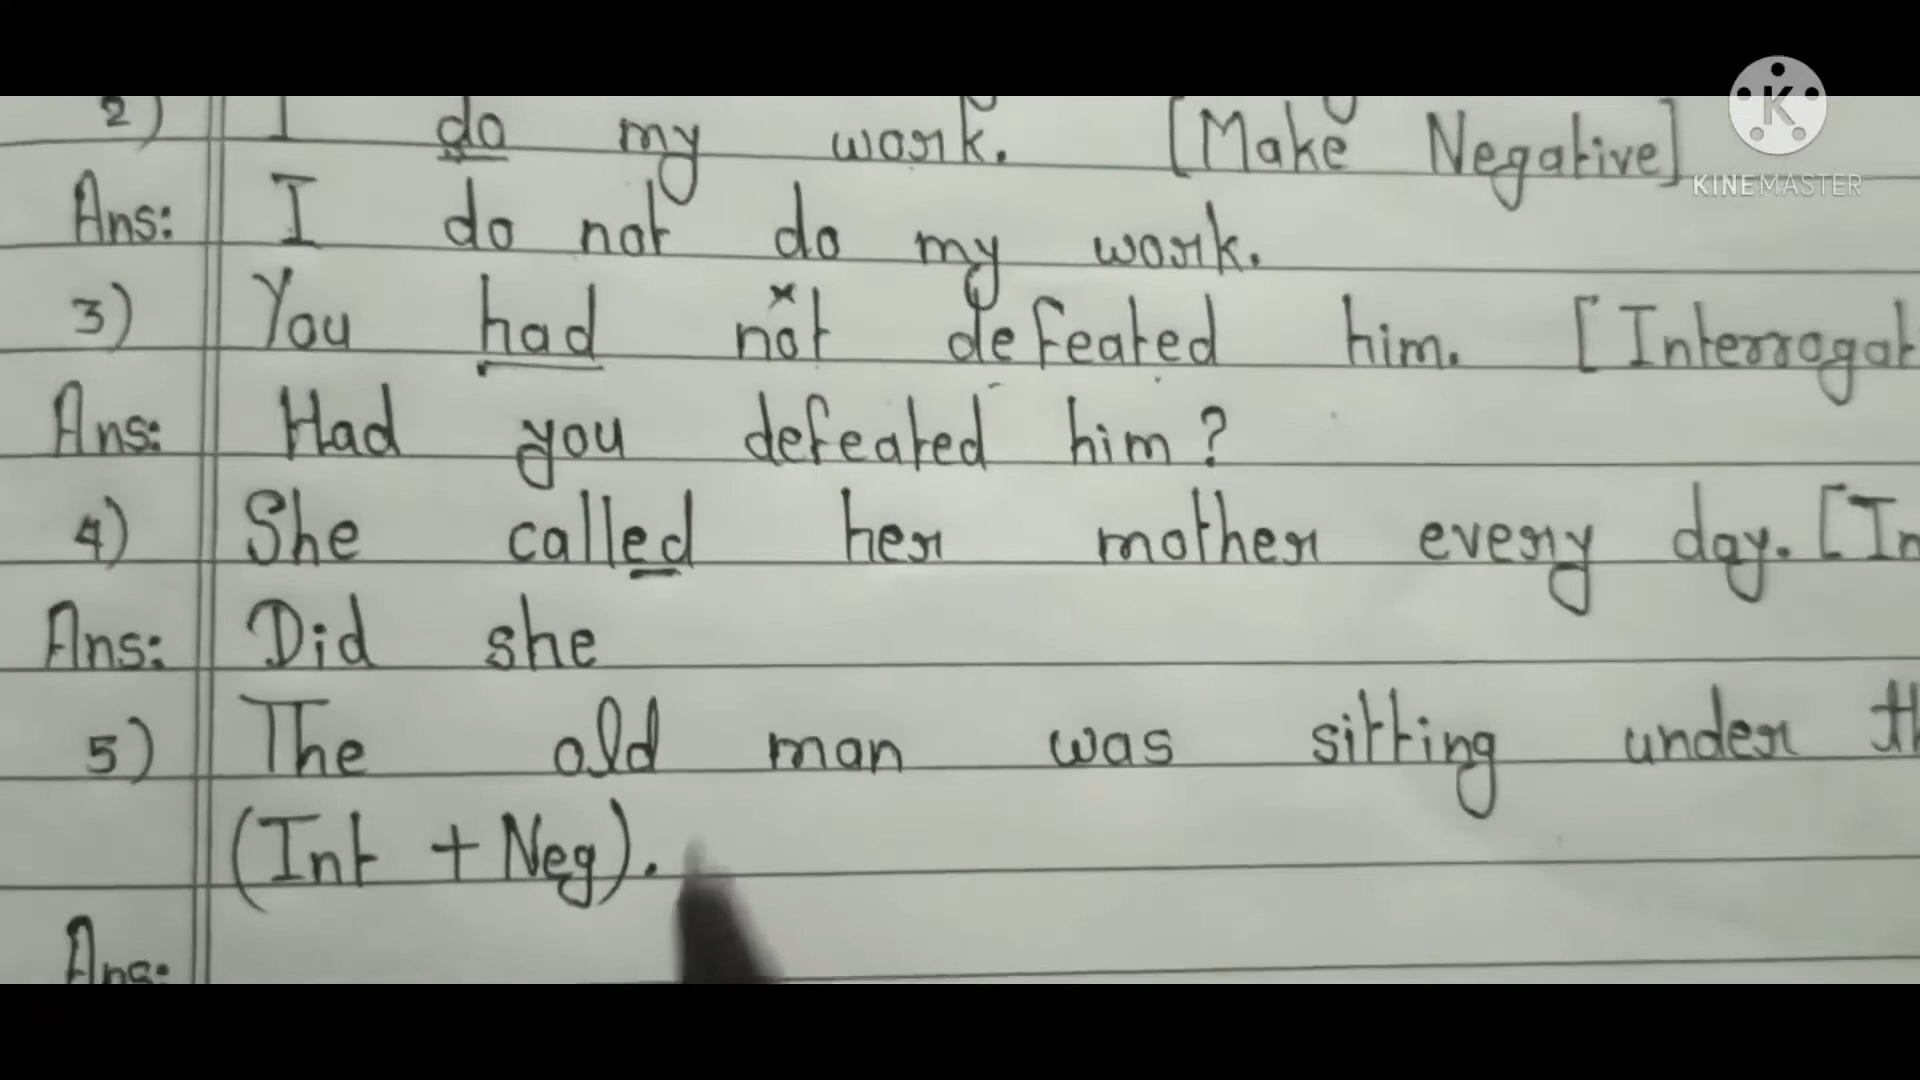 2) I do my work. [Make Negative]
KINEMASTER
Ans: I do not do my work.
3) You had not defeated him. [Interrogat
Ans: Had you defeated him?
4) She called her mother every day. [In
Ans: Did she
5) The old man was sitting under th
(Int + Neg).
Ans: